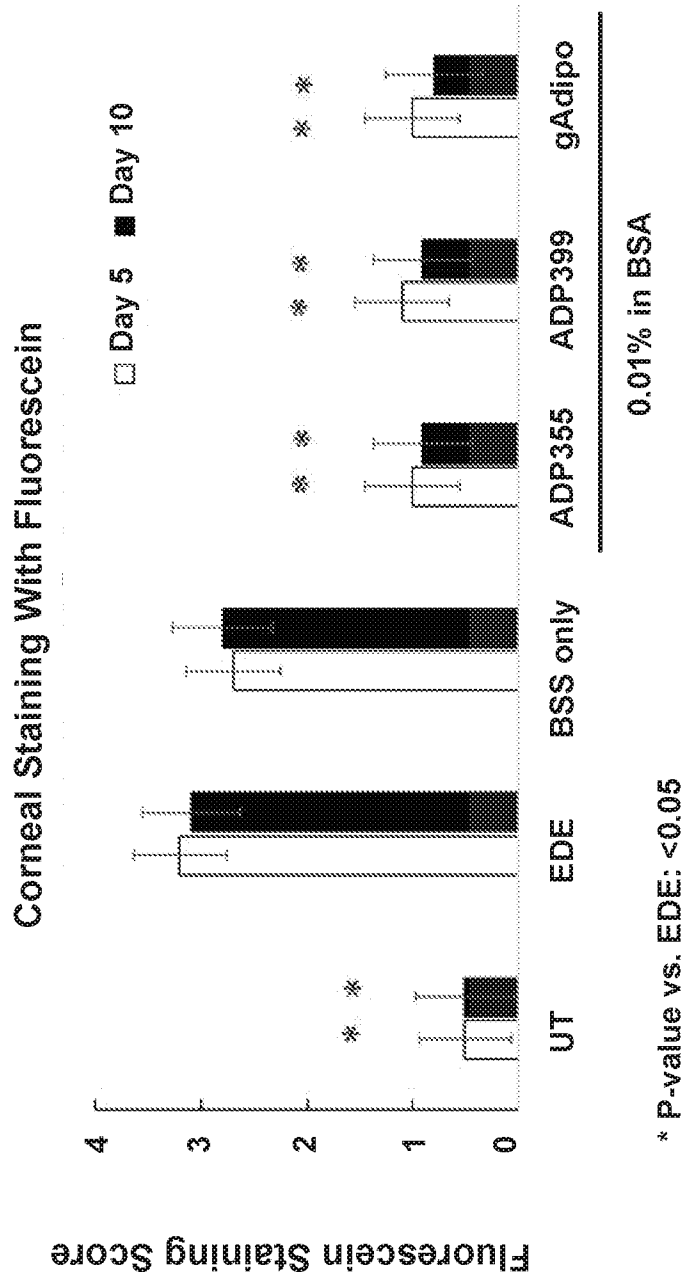 Corneal Staining With Fluorescein
Day 5 Day 10
Fluorescein Staining Score
4
3
2
1
0
* *
* *
* *
* *
UT EDE BSS only ADP355 ADP399 gAdipo
0.01% in BSA
* P-value vs. EDE: <0.05